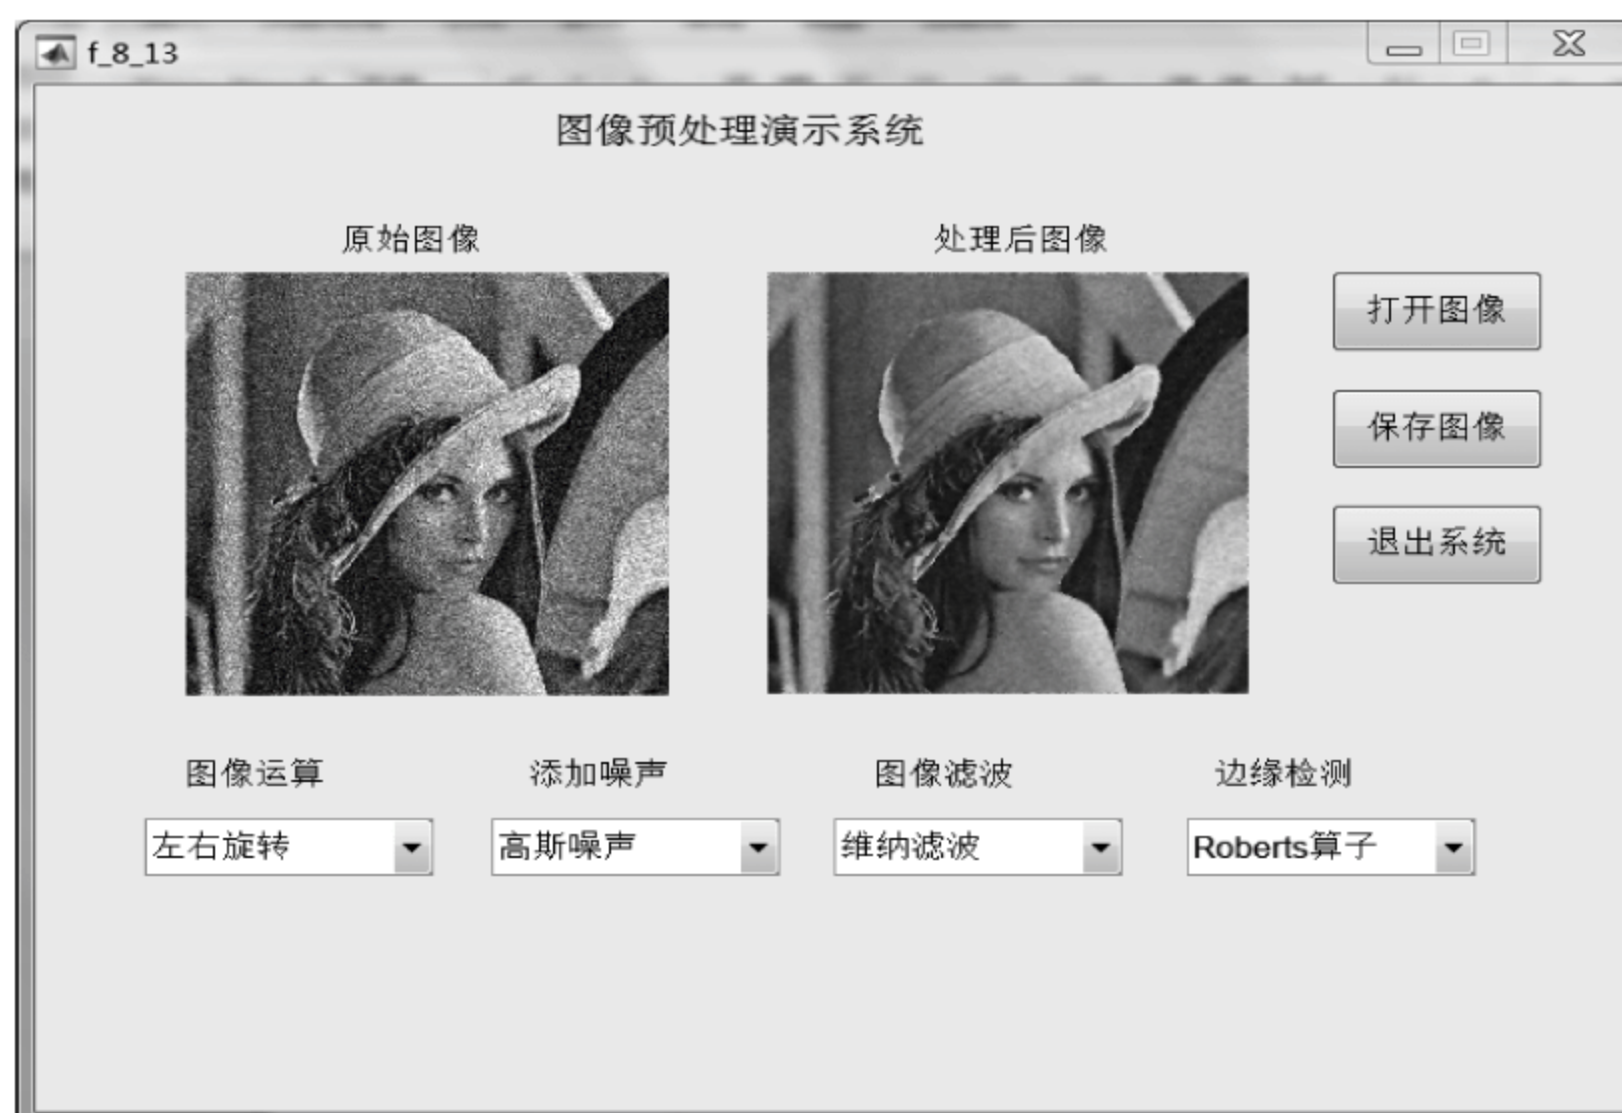 f_8_13
图像预处理演示系统
原始图像
处理后图像
打开图像
保存图像
退出系统
图像运算
添加噪声
图像滤波
边缘检测
左右旋转
高斯噪声
维纳滤波
Roberts算子